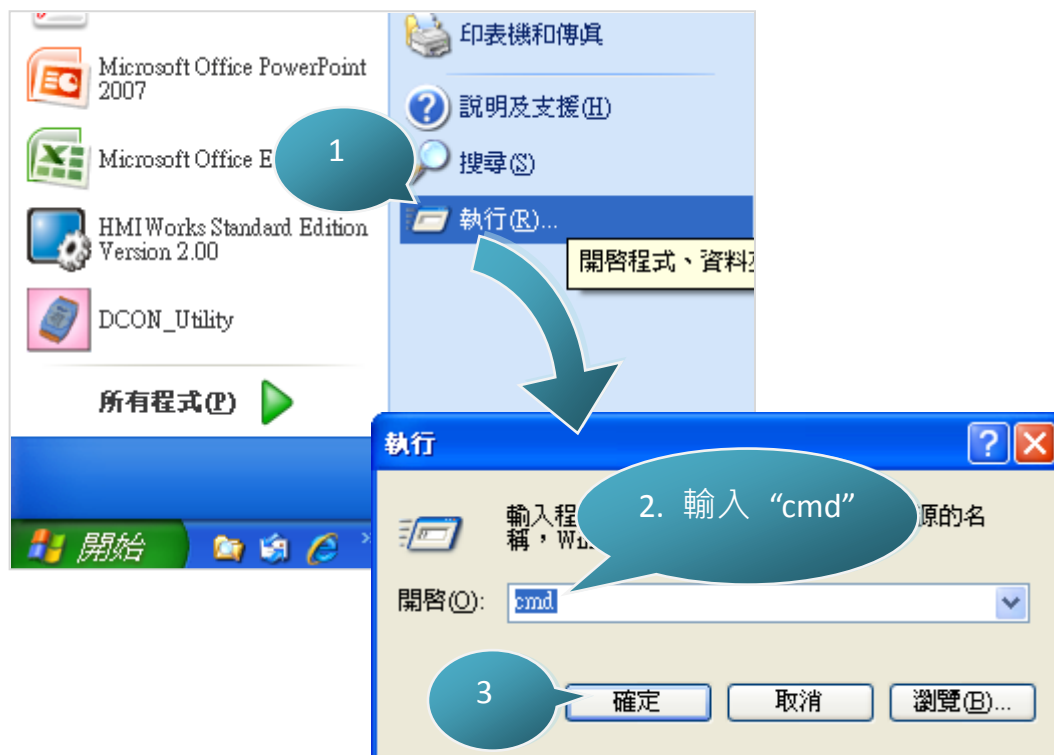 Microsoft Office PowerPoint
2007
Microsoft Office E
HMIWorks Standard Edition
Version 2.00
DCON_Utility
所有程式(P)
開始
印表機和傳真
說明及支援(H)
搜尋(S)
執行(R)...
開啓程式、資料
1
執行
輸入程
源的名
稱，Wi
2. 輸入 “cmd”
開啓(O):
cmd
3
確定
取消
瀏覽(B)...